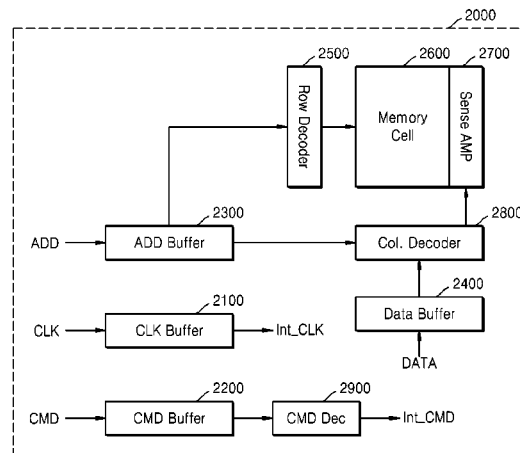 2000
2500
2600
2700
Row Decoder
Memory
Cell
Sense AMP
2300
2800
ADD
ADD Buffer
Col. Decoder
2400
2100
Data Buffer
CLK
CLK Buffer
Int_CLK
DATA
2200
2900
CMD
CMD Buffer
CMD Dec
Int_CMD